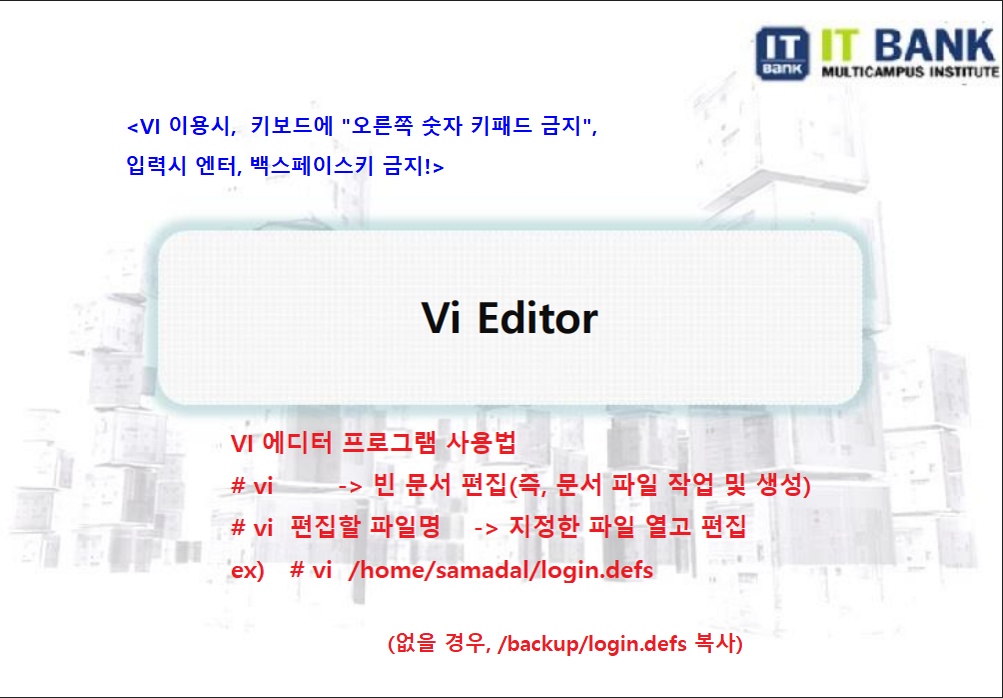 IT BANK
IT BANK
MULTICAMPUS INSTITUTE
<VI 이용시, 키보드에 "오른쪽 숫자 키패드 금지",
입력시 엔터, 백스페이스키 금지!>
Vi Editor
VI 에디터 프로그램 사용법
# vi -> 빈 문서 편집(즉, 문서 파일 작업 및 생성)
# vi 편집할 파일명 -> 지정한 파일 열고 편집
ex) # vi /home/samadal/login.defs
(없을 경우, /backup/login.defs 복사)